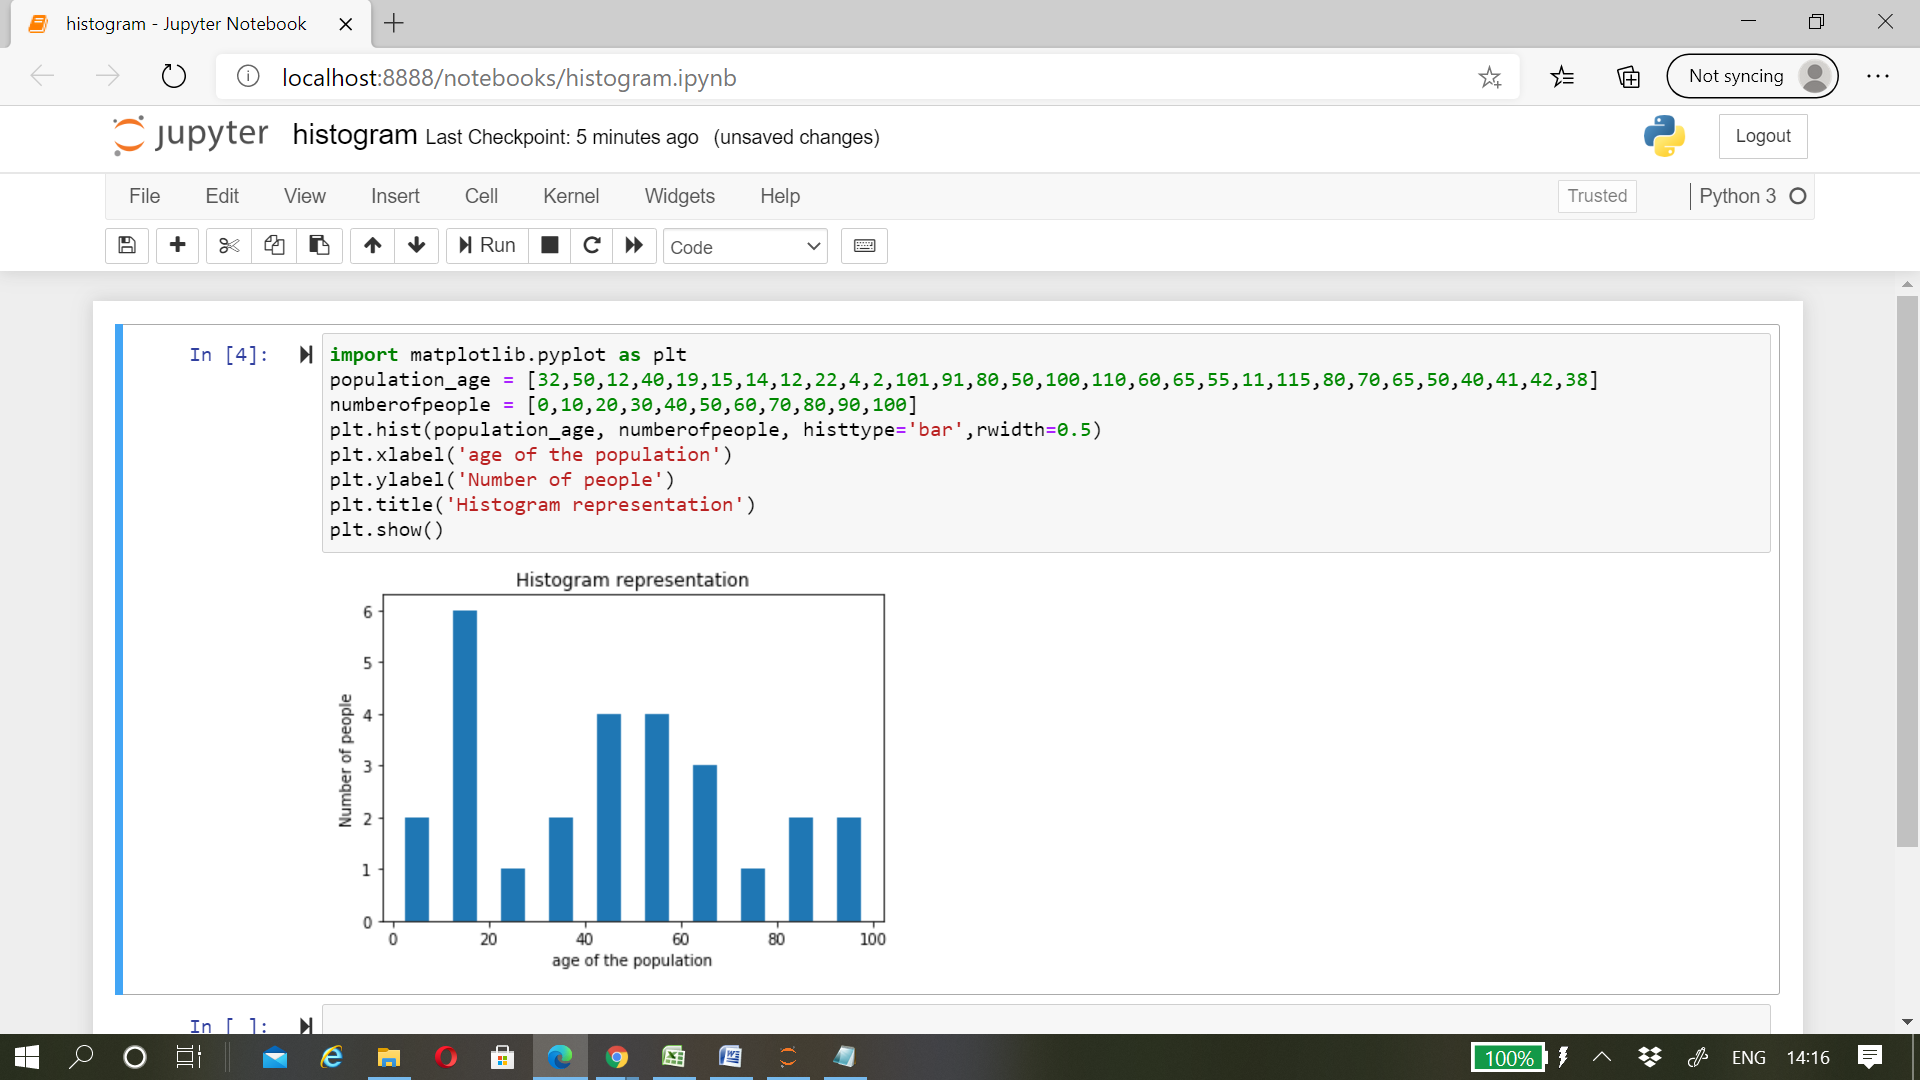 histogram - Jupyter Notebook
localhost:8888/notebooks/histogram.ipynb
Not syncing
jupyter histogram Last Checkpoint: 5 minutes ago (unsaved changes)
Logout
File Edit View Insert Cell Kernel Widgets Help
Trusted
Python 3
Run
Code
In [4]:
import matplotlib.pyplot as plt
population_age = [32,50,12,40,19,15,14,12,22,4,2,101,91,80,50,100,110,60,65,55,11,115,80,70,65,50,40,41,42,38]
numberofpeople = [0,10,20,30,40,50,60,70,80,90,100]
plt.hist(population_age, numberofpeople, histtype='bar',rwidth=0.5)
plt.xlabel('age of the population')
plt.ylabel('Number of people')
plt.title('Histogram representation')
plt.show()
Histogram representation
Number of people
6
5
4
3
2
1
0
0 20 40 60 80 100
age of the population
In [ ]:
100%
ENG
14:16